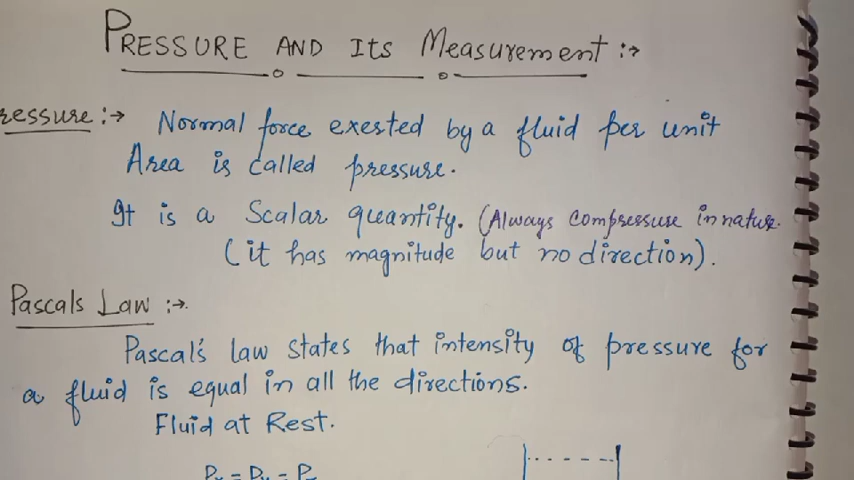 PRESSURE AND Its Measurement :→
ressure :→ Normal force exested by a fluid per unit
Area is called pressure.
It is a Scalar quantity. (Always compressure in nature.
(it has magnitude but no direction).
Pascals Law :→
Pascal's law states that intensity of pressure for
a fluid is equal in all the directions.
Fluid at Rest.